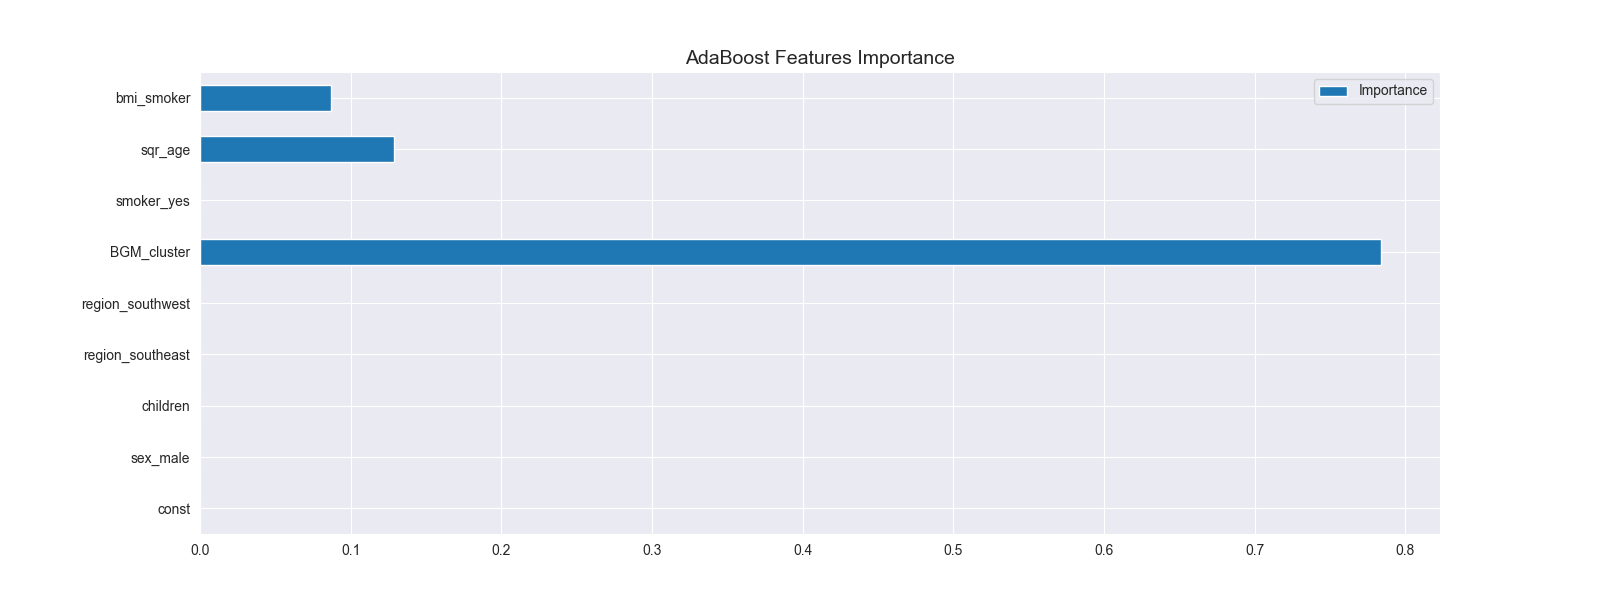 AdaBoost Features Importance
Importance
bmi_smoker
sqr_age
smoker_yes
BGM_cluster
region_southwest
region_southeast
children
sex_male
const
0.0 0.1 0.2 0.3 0.4 0.5 0.6 0.7 0.8